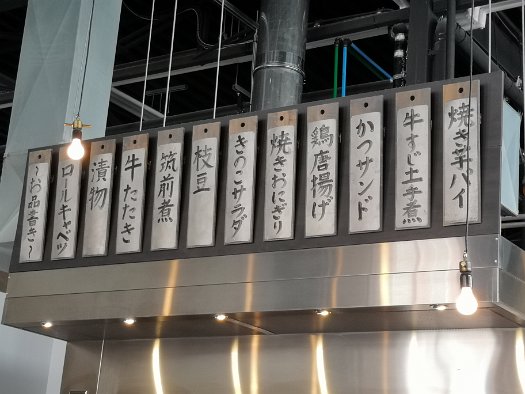 〜お品書き〜
ロールキャベツ
漬物
牛たたき
筑前煮
枝豆
きのこサラダ
焼きおにぎり
鶏唐揚げ
かつサンド
牛すじ土手煮
焼き芋パイ